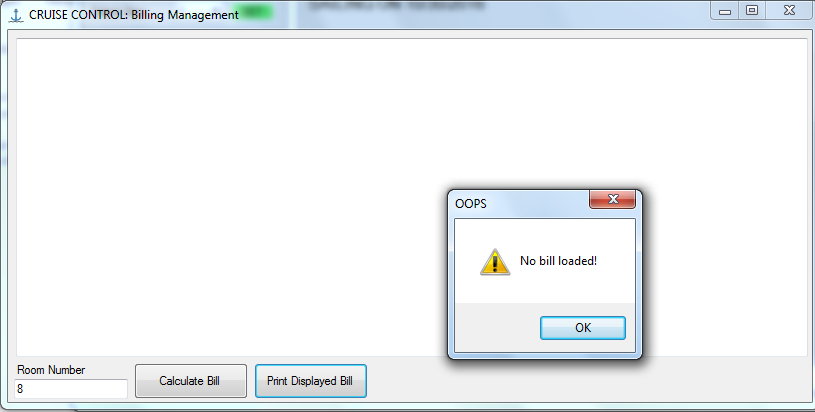 CRUISE CONTROL: Billing Management
OOPS
No bill loaded!
OK
Room Number
8
Calculate Bill
Print Displayed Bill